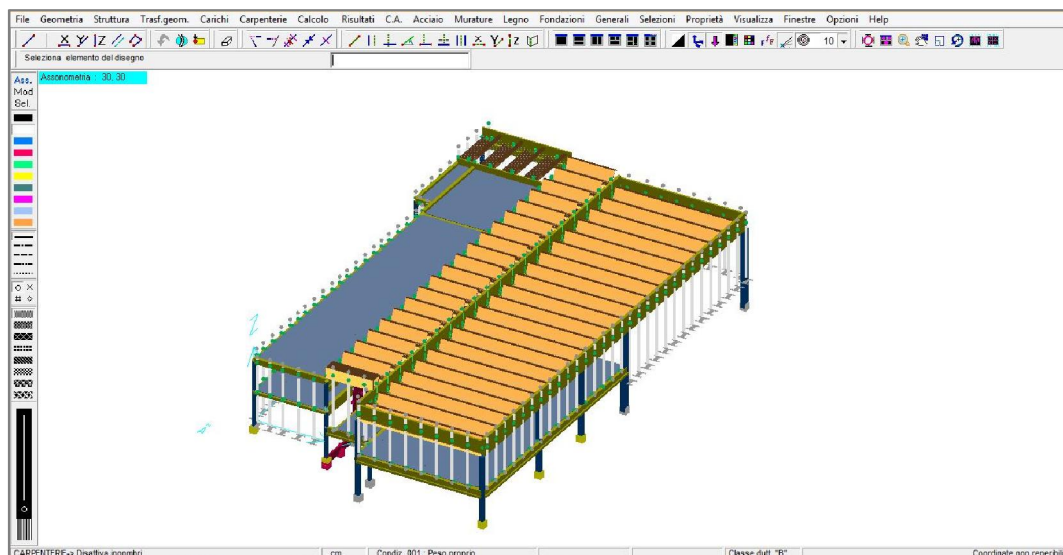 File Geometria Struttura Trasf.geom. Carichi Carpenterie Calcolo Risultati C.A. Acciaio Murature Legno Fondazioni Generali Selezioni Proprietà Visualizza Finestre Opzioni Help
10
Seleziona elemento del disegno
Ass. Assonometria : 30, 30
Mod
Sel.
CARPENTERIE-> Disattiva ingombri cm Condiz. 001 : Peso proprio Classe dutt. "B" Coordinate non reperibili